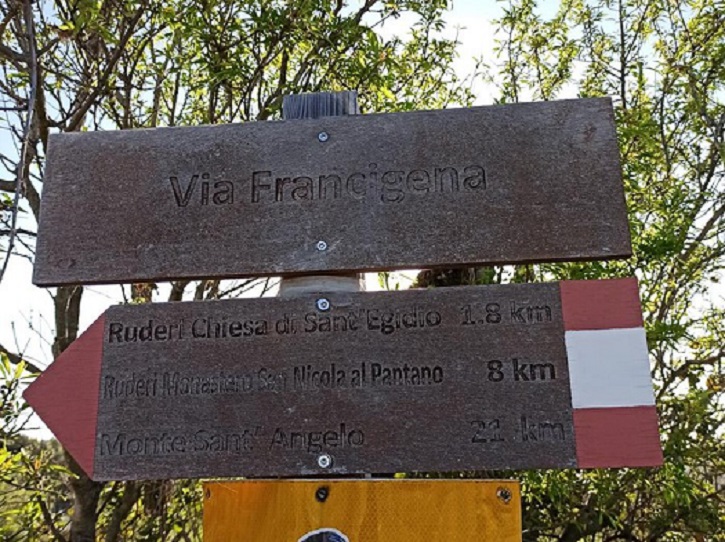 Via Francigena
Ruderi Chiesa di Sant'Egidio 1.8 km
Ruderi Monastero San Nicola al Pantano 8 km
Monte Sant' Angelo 21 km